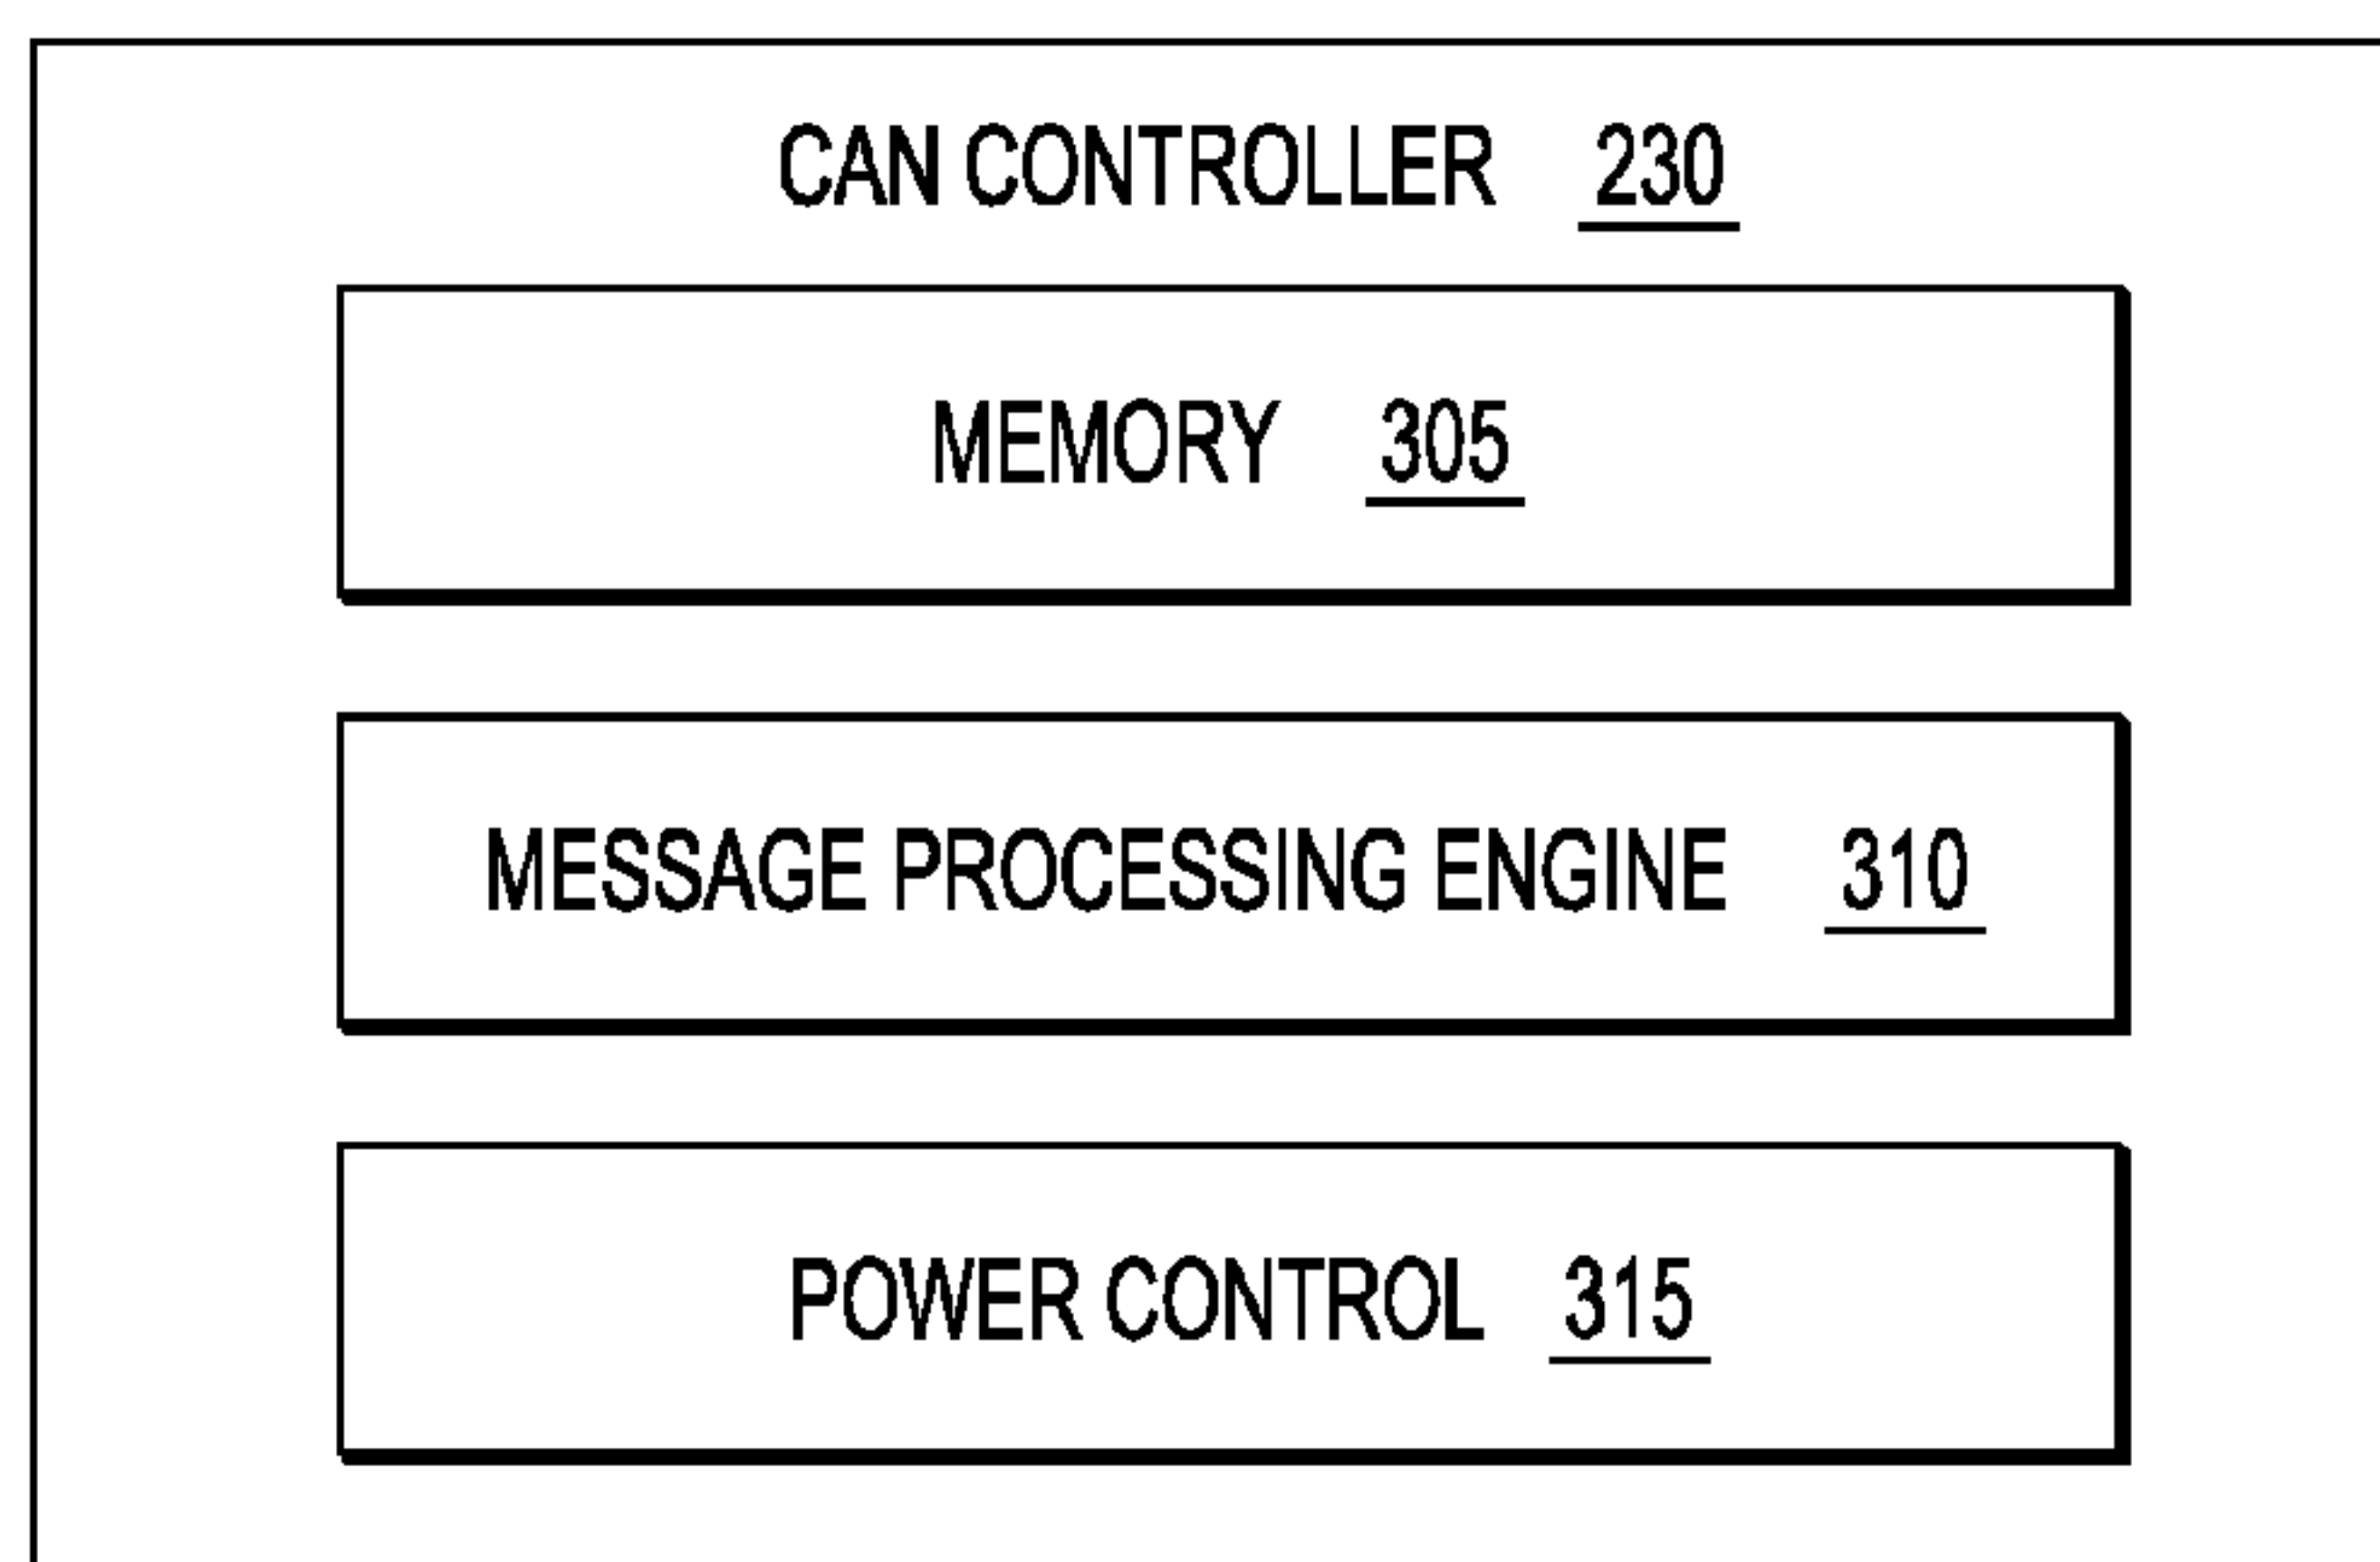 CAN CONTROLLER 230
MEMORY 305
MESSAGE PROCESSING ENGINE 310
POWER CONTROL 315